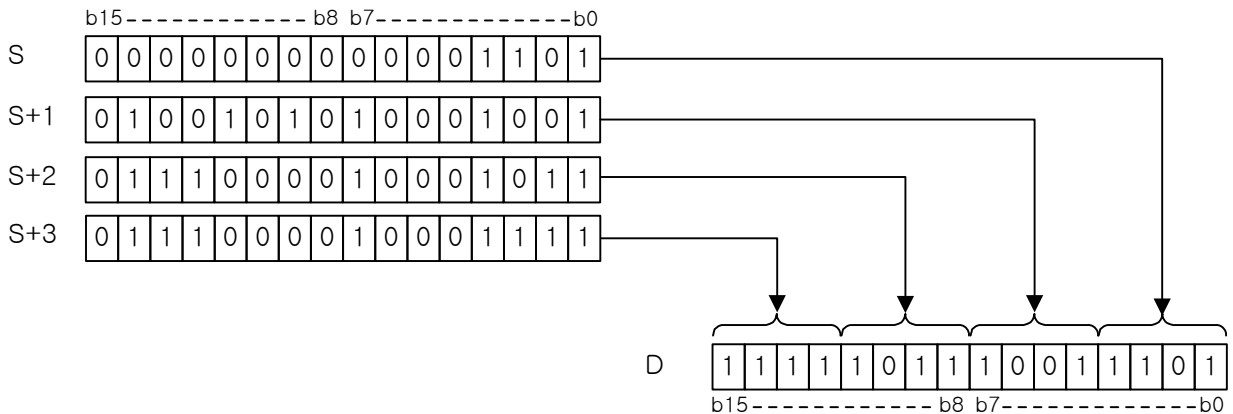 b15 b8 b7 b0
S 0 0 0 0 0 0 0 0 0 0 0 0 1 1 0 1
S+1 0 1 0 0 1 0 1 0 1 0 0 0 1 0 0 1
S+2 0 1 1 1 0 0 0 0 1 0 0 0 1 0 1 1
S+3 0 1 1 1 0 0 0 0 1 0 0 0 1 1 1 1
D 1 1 1 1 1 0 1 1 1 0 0 1 1 1 0 1
b15 b8 b7 b0